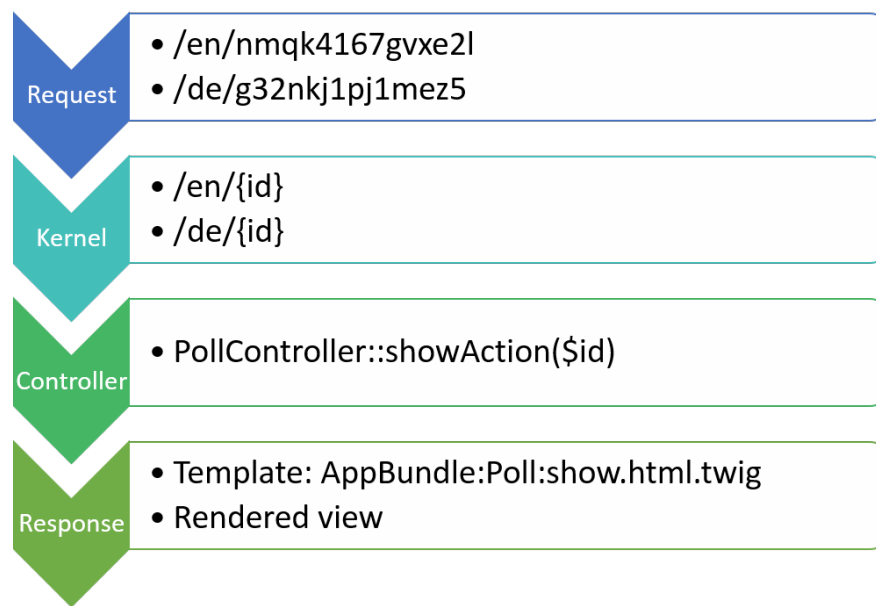 Request
• /en/nmqk4167gvxe2l
• /de/g32nkj1pj1mez5
Kernel
• /en/{id}
• /de/{id}
Controller
• PollController::showAction($id)
Response
• Template: AppBundle:Poll:show.html.twig
• Rendered view